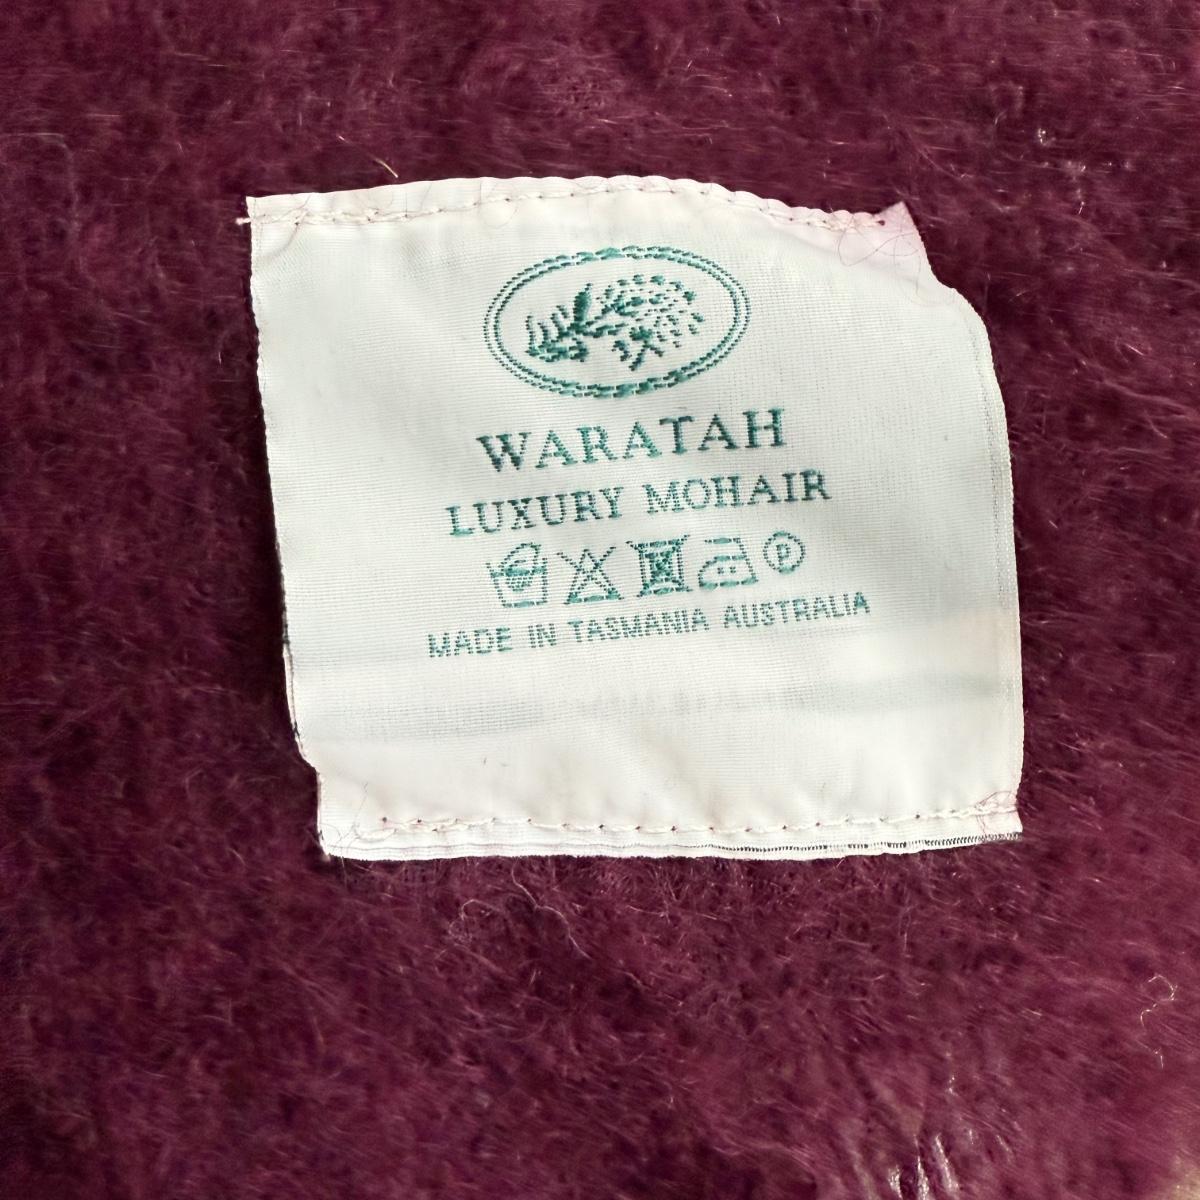 WARATAH
LUXURY MOHAIR
P
MADE IN TASMANIA AUSTRALIA